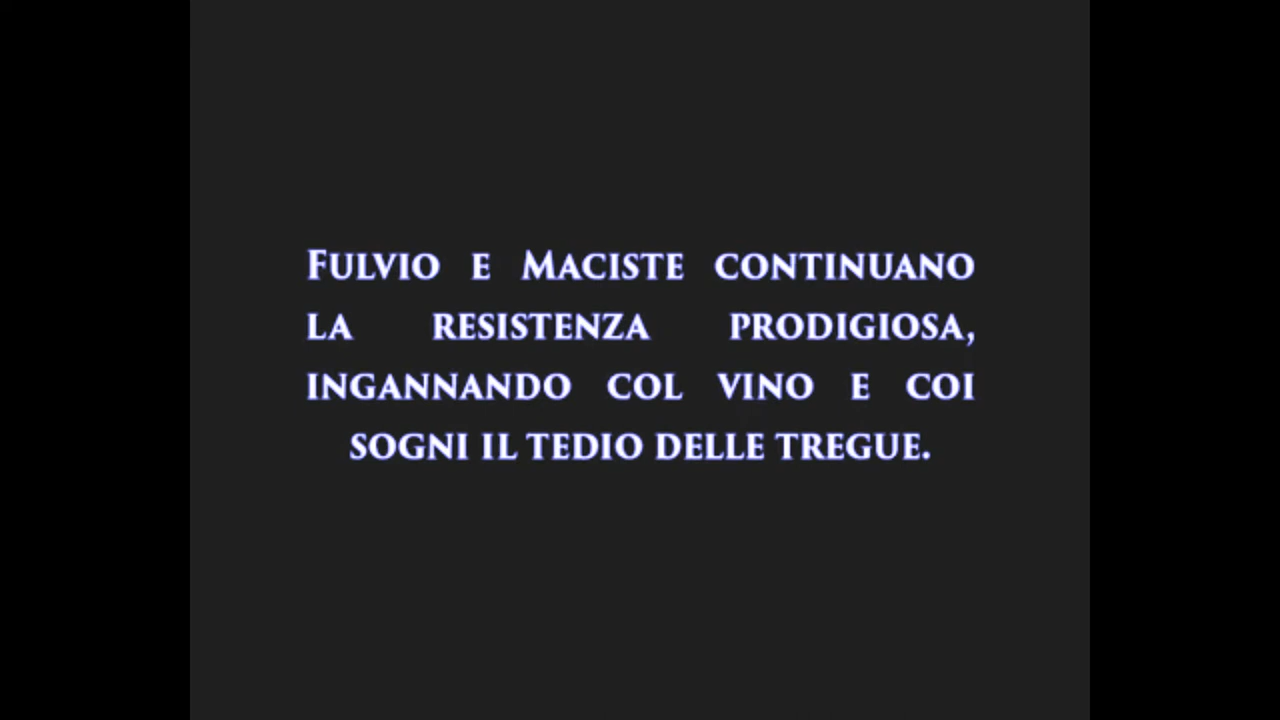 Fulvio e Maciste continuano
la resistenza prodigiosa,
ingannando col vino e coi
sogni il tedio delle tregue.